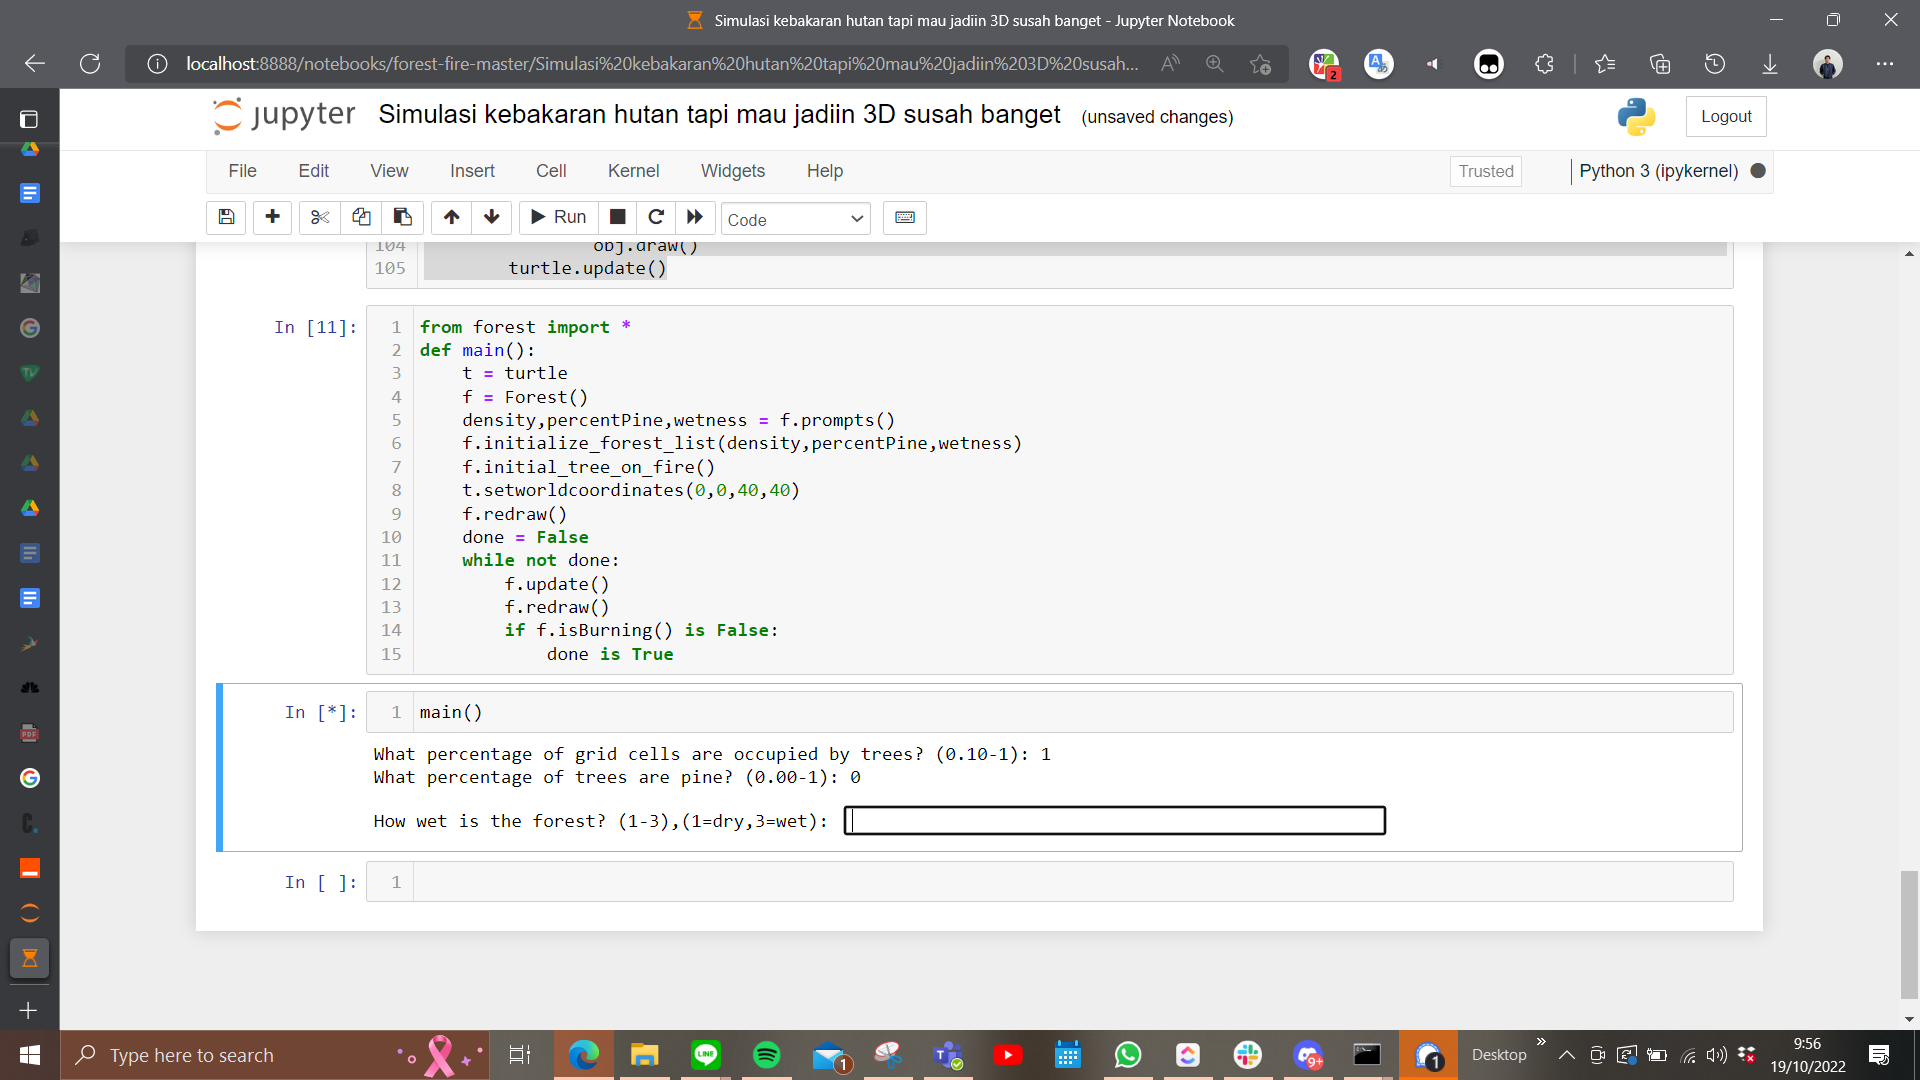 Simulasi kebakaran hutan tapi mau jadiin 3D susah banget - Jupyter Notebook
localhost:8888/notebooks/forest-fire-master/Simulasi%20kebakaran%20hutan%20tapi%20mau%20jadiin%203D%20susah...
2
jupyter Simulasi kebakaran hutan tapi mau jadiin 3D susah banget (unsaved changes)
Logout
File Edit View Insert Cell Kernel Widgets Help
Trusted
Python 3 (ipykernel)
Run
Code
104 obj.draw()
105 turtle.update()
In [11]:
1 from forest import *
2 def main():
3 t = turtle
4 f = Forest()
5 density,percentPine,wetness = f.prompts()
6 f.initialize_forest_list(density,percentPine,wetness)
7 f.initial_tree_on_fire()
8 t.setworldcoordinates(0,0,40,40)
9 f.redraw()
10 done = False
11 while not done:
12 f.update()
13 f.redraw()
14 if f.isBurning() is False:
15 done is True
In [*]: 1 main()
What percentage of grid cells are occupied by trees? (0.10-1): 1
What percentage of trees are pine? (0.00-1): 0
How wet is the forest? (1-3),(1=dry,3=wet):
In [ ]: 1
Type here to search
LINE
1
9+
1
Desktop
9:56
19/10/2022